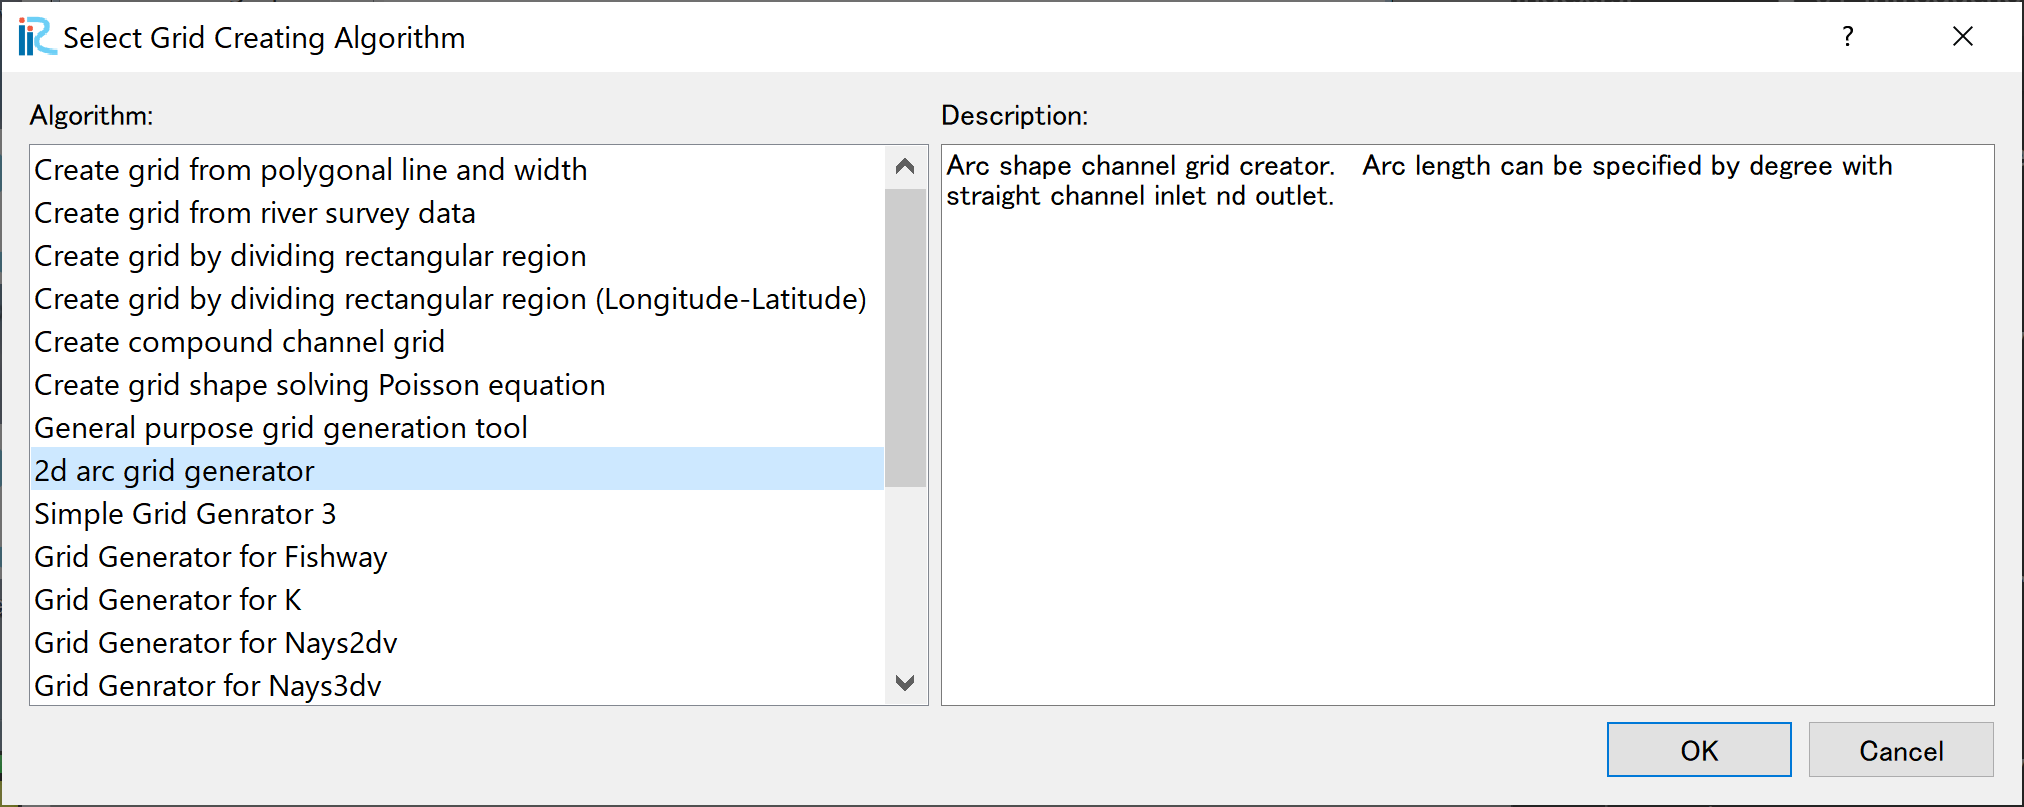 Select Grid Creating Algorithm
?
Algorithm:
Description:
Create grid from polygonal line and width
Create grid from river survey data
Create grid by dividing rectangular region
Create grid by dividing rectangular region (Longitude-Latitude)
Create compound channel grid
Create grid shape solving Poisson equation
General purpose grid generation tool
2d arc grid generator
Simple Grid Genrator 3
Grid Generator for Fishway
Grid Generator for K
Grid Generator for Nays2dv
Grid Genrator for Nays3dv
Arc shape channel grid creator.   Arc length can be specified by degree with
straight channel inlet nd outlet.
OK
Cancel